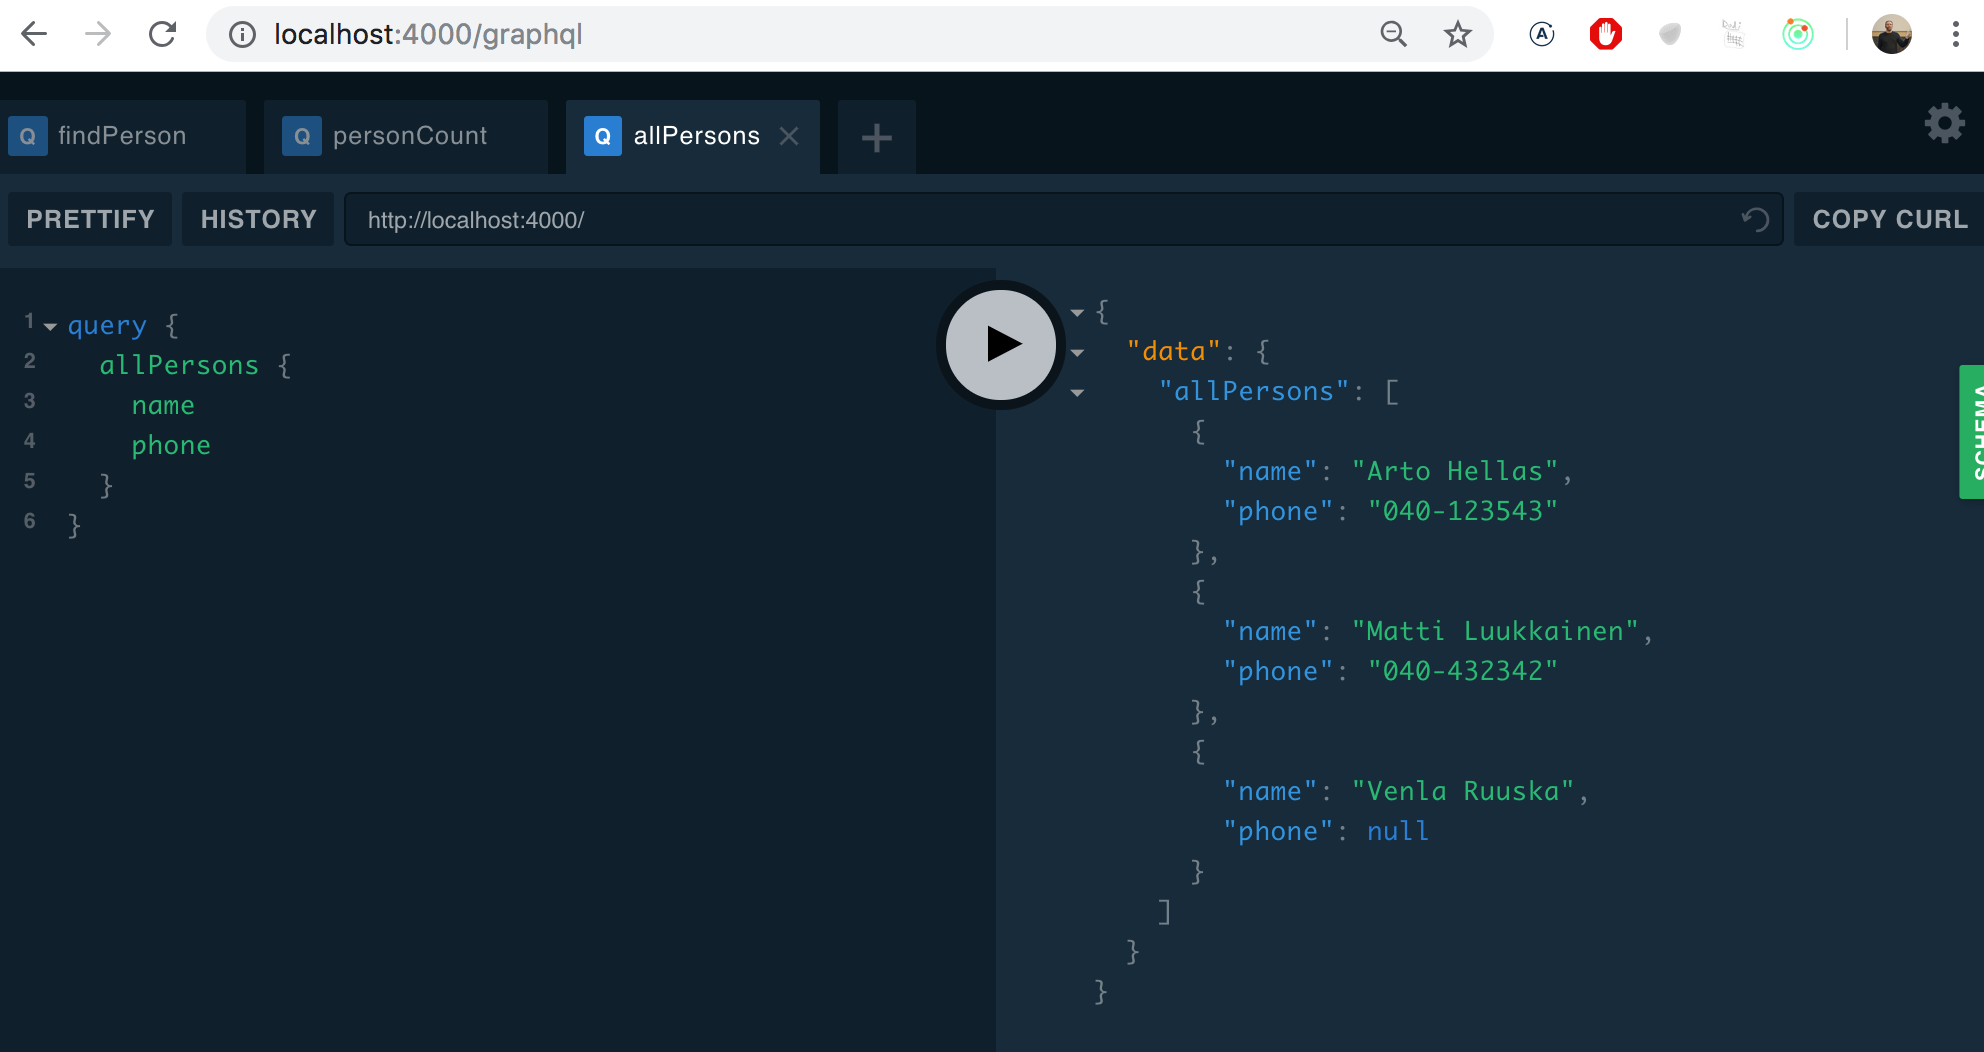 localhost:4000/graphql
A
Q findPerson
Q personCount
Q allPersons
PRETTIFY
HISTORY
http://localhost:4000/
COPY CURL
1 query {
2 allPersons {
3 name
4 phone
5 }
6 }
{
"data": {
"allPersons": [
{
"name": "Arto Hellas",
"phone": "040-123543"
},
{
"name": "Matti Luukkainen",
"phone": "040-432342"
},
{
"name": "Venla Ruuska",
"phone": null
}
]
}
}
SCHEMA